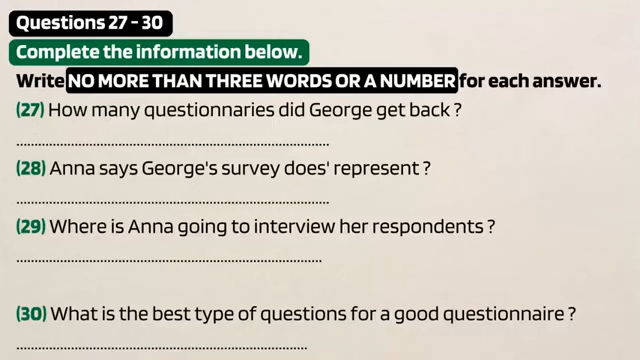 Questions 27 - 30
Complete the information below.
Write NO MORE THAN THREE WORDS OR A NUMBER for each answer.
(27) How many questionnaries did George get back ?
................................................................................
(28) Anna says George's survey does' represent ?
................................................................................
(29) Where is Anna going to interview her respondents ?
..............................................................................
(30) What is the best type of questions for a good questionnaire ?
..........................................................................